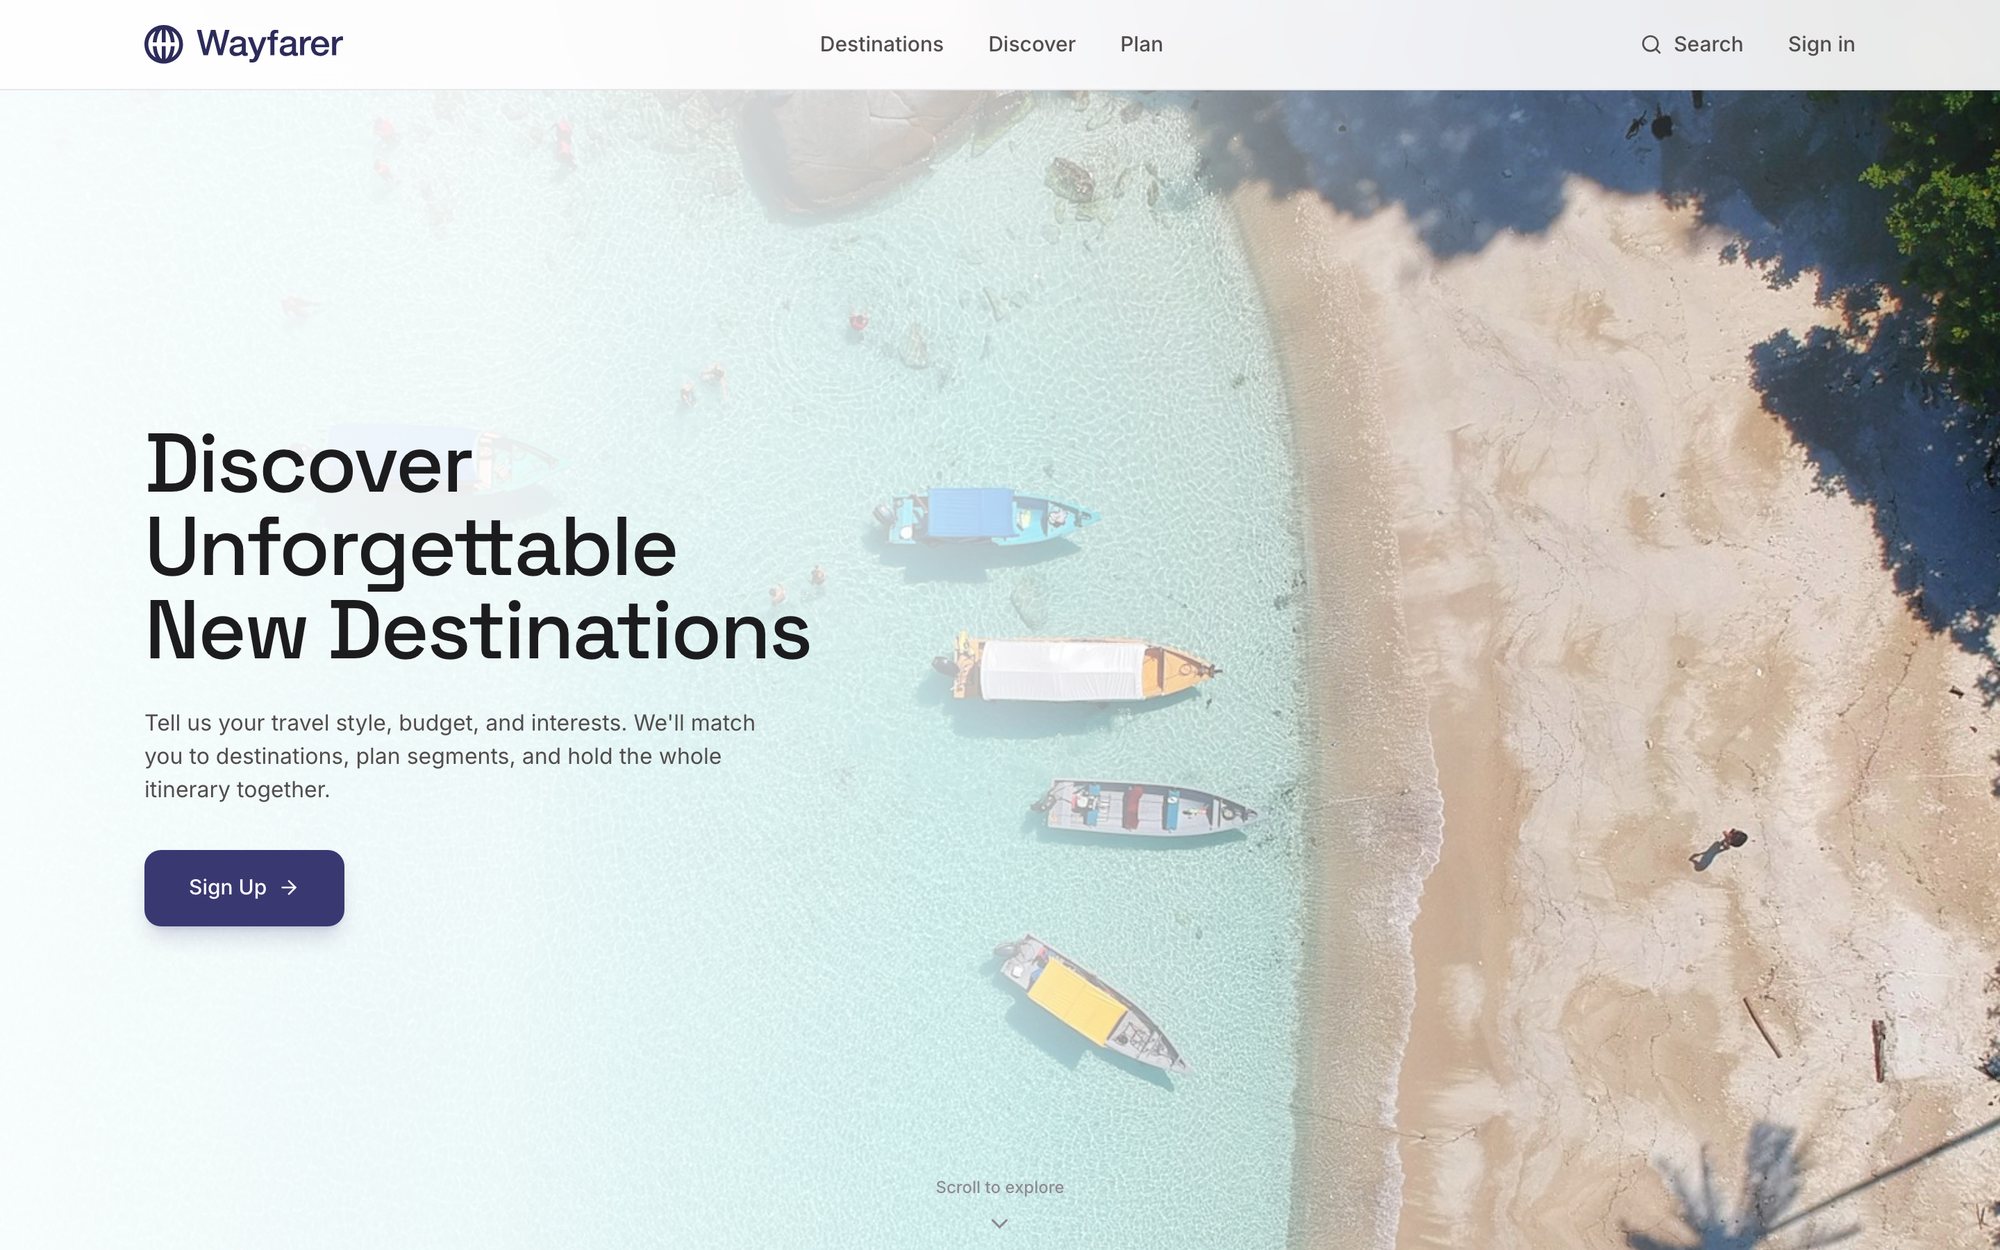 Wayfarer
Destinations
Discover
Plan
Search
Sign in
Discover
Unforgettable
New Destinations
Tell us your travel style, budget, and interests. We'll match
you to destinations, plan segments, and hold the whole
itinerary together.
Sign Up
Scroll to explore